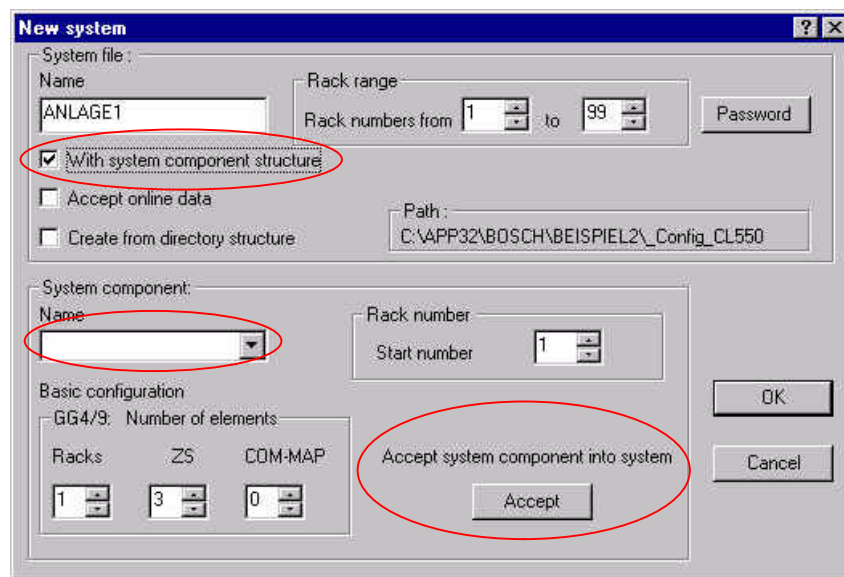 New system
System file :
Name
ANLAGE1
Rack range
Rack numbers from 1 to 99
Password
With system component structure
Accept online data
Create from directory structure
Path :
C:\APP32\BOSCH\BEISPIEL2\_Config_CL550
System component:
Name
Rack number
Start number 1
Basic configuration
GG4/9: Number of elements
Racks ZS COM-MAP
1 3 0
Accept system component into system
Accept
OK
Cancel